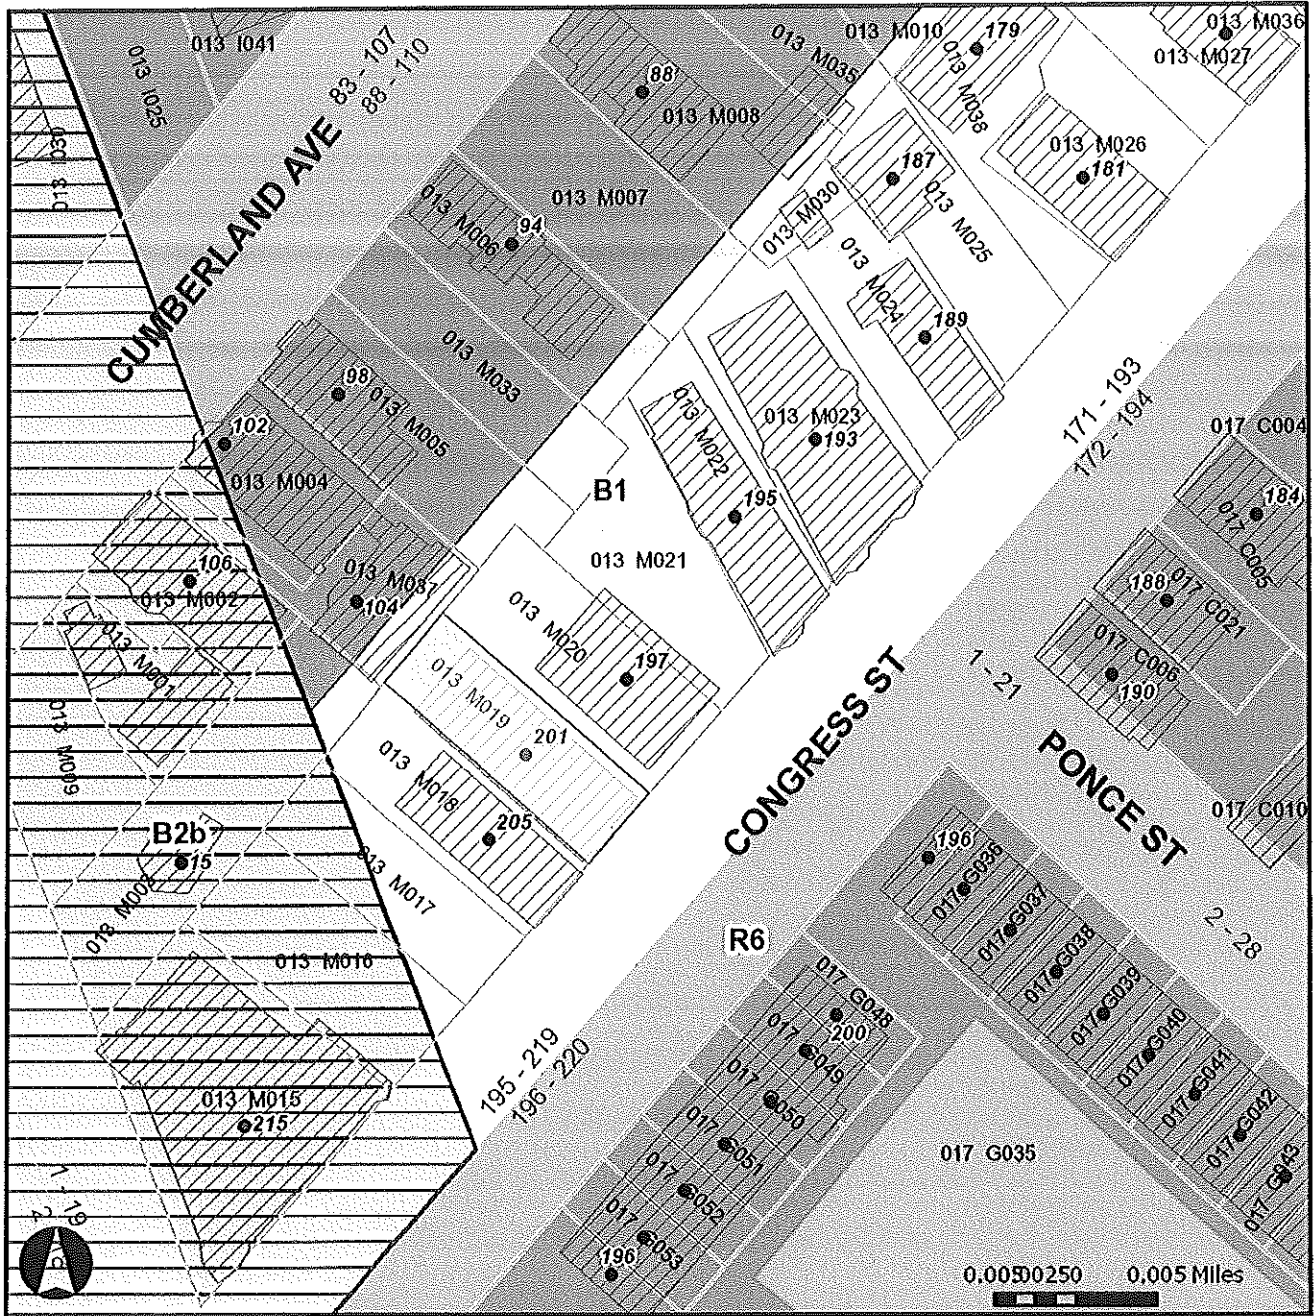 013 I041
013 I025
013 I030
83 - 107
88 - 110
CUMBERLAND AVE
88
013 M008
013 M035
013 M010
179
013 M038
013 M036
013 M027
013 M026
181
187
013 M025
013 M030
013 M007
94
013 M006
013 M024
189
013 M033
98
013 M005
102
013 M004
013 M023
193
013 M022
195
171 - 193
172 - 194
017 C004
184
017 C005
B1
013 M021
106
013 M002
013 M031
104
013 M001
013 M009
013 M020
197
188
017 C021
017 C006
190
1 - 21
CONGRESS ST
PONCE ST
013 M019
201
013 M018
205
017 C010
B2b
15
013 M003
013 M017
013 M016
196
017 G036
017 G037
017 G038
017 G039
017 G040
017 G041
017 G042
017 G043
2 - 28
R6
017 G048
200
017 G049
017 G050
017 G051
017 G052
017 G053
196
195 - 219
196 - 220
013 M015
215
017 G035
1 - 19
0.005 Miles